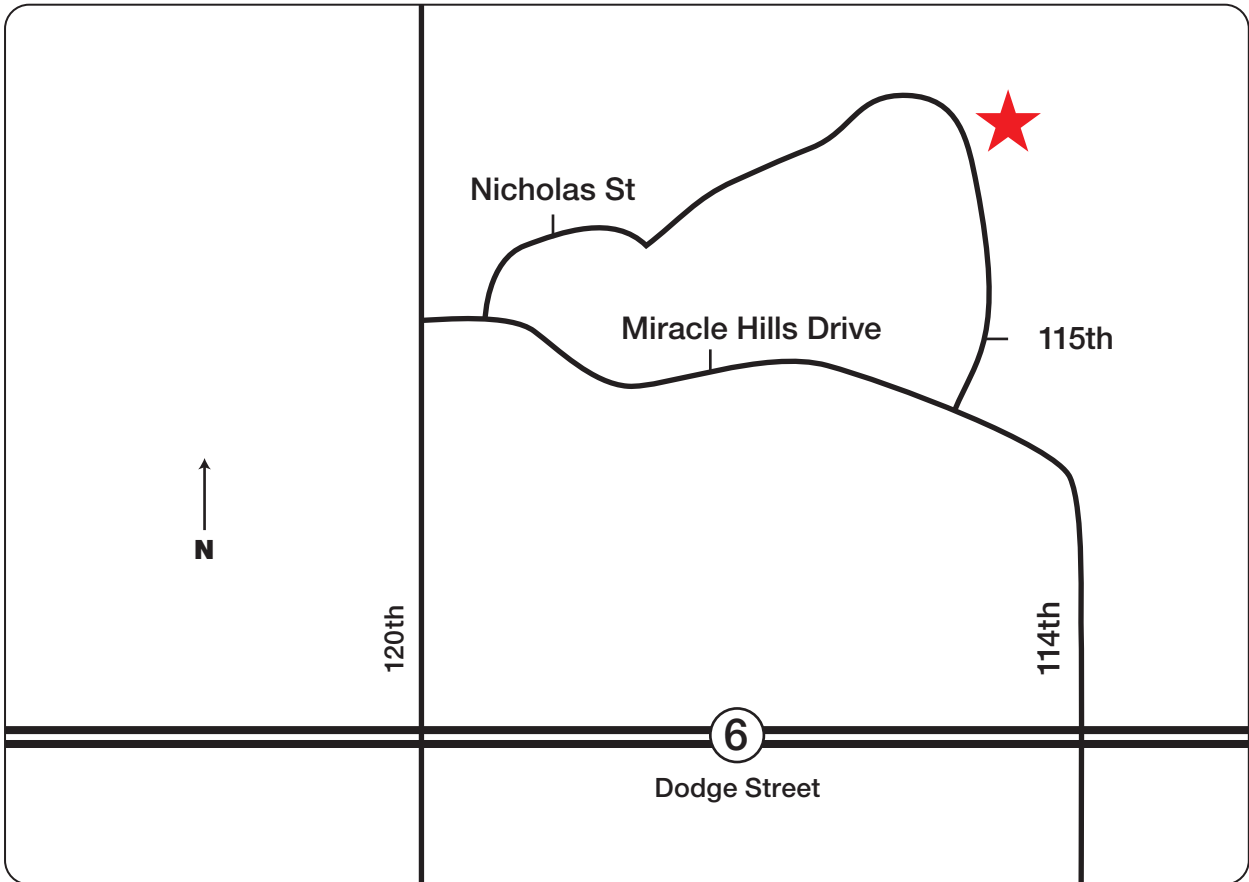 Nicholas St
Miracle Hills Drive
115th
N
120th
114th
6
Dodge Street